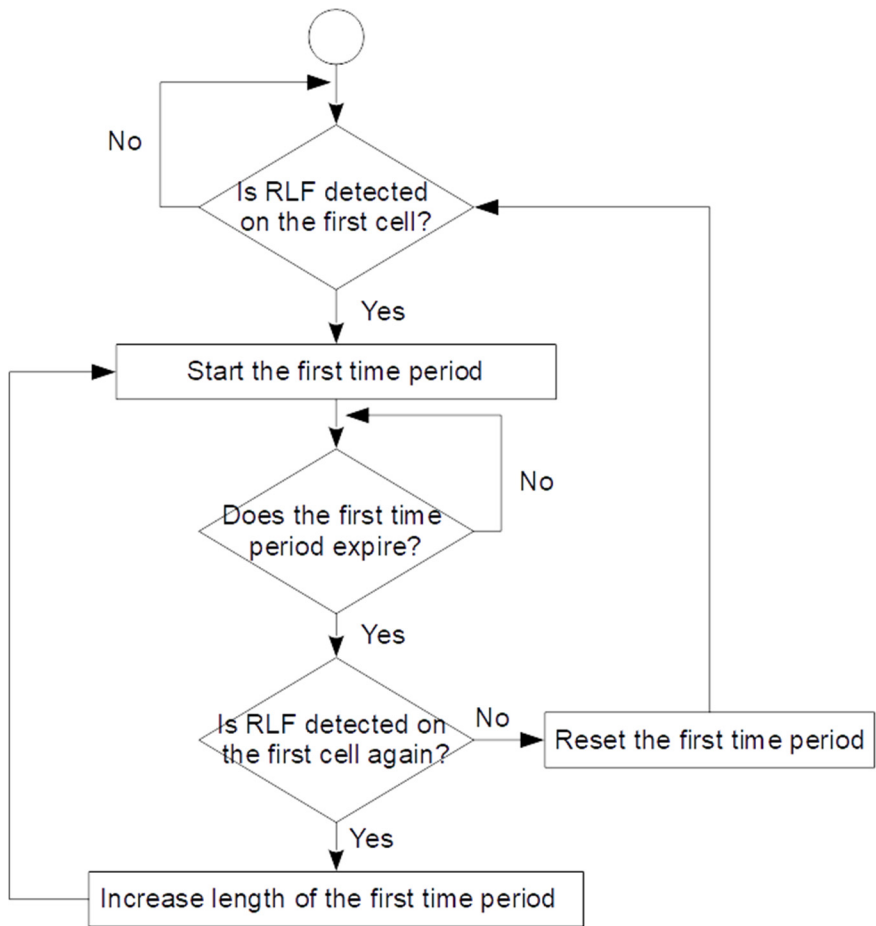 No
Is RLF detected
on the first cell?
Yes
Start the first time period
No
Does the first time
period expire?
Yes
Is RLF detected on
the first cell again?
No
Reset the first time period
Yes
Increase length of the first time period